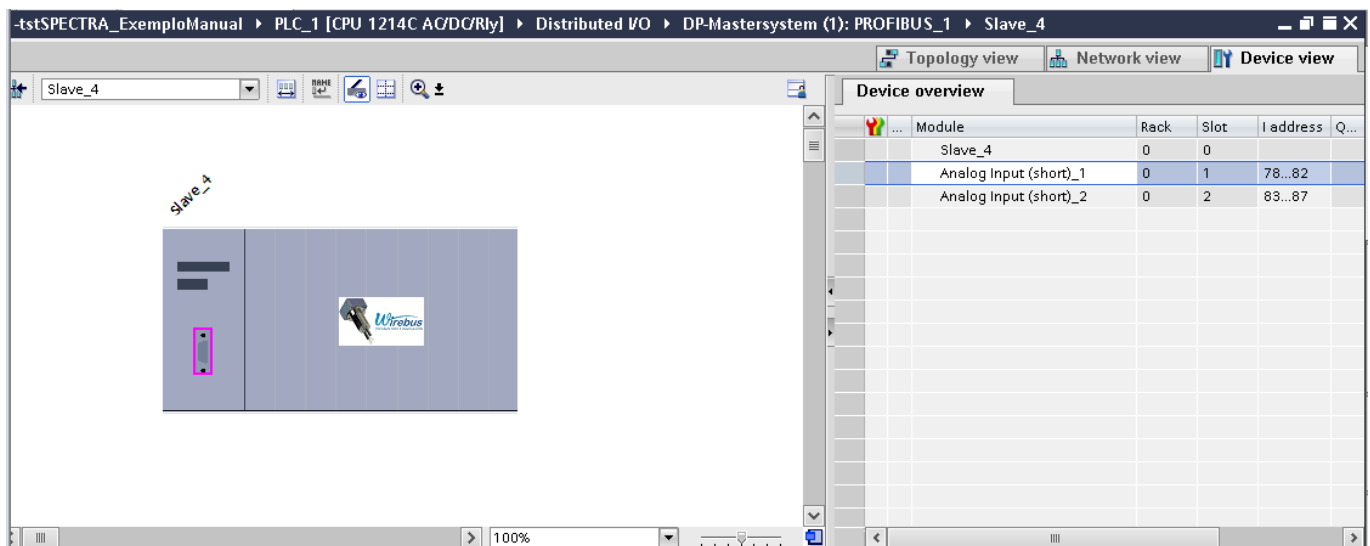 -tstSPECTRA_ExemploManual ▸ PLC_1 [CPU 1214C AC/DC/Rly] ▸ Distributed I/O ▸ DP-Mastersystem (1): PROFIBUS_1 ▸ Slave_4
Topology view Network view Device view
Slave_4
Device overview
... Module Rack Slot I address Q...
Slave_4 0 0
Analog Input (short)_1 0 1 78...82
Analog Input (short)_2 0 2 83...87
Slave_4
Wirebus
100%